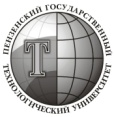 ПЕНЗЕНСКИЙ ГОСУДАРСТВЕННЫЙ
Т
ТЕХНОЛОГИЧЕСКИЙ УНИВЕРСИТЕТ